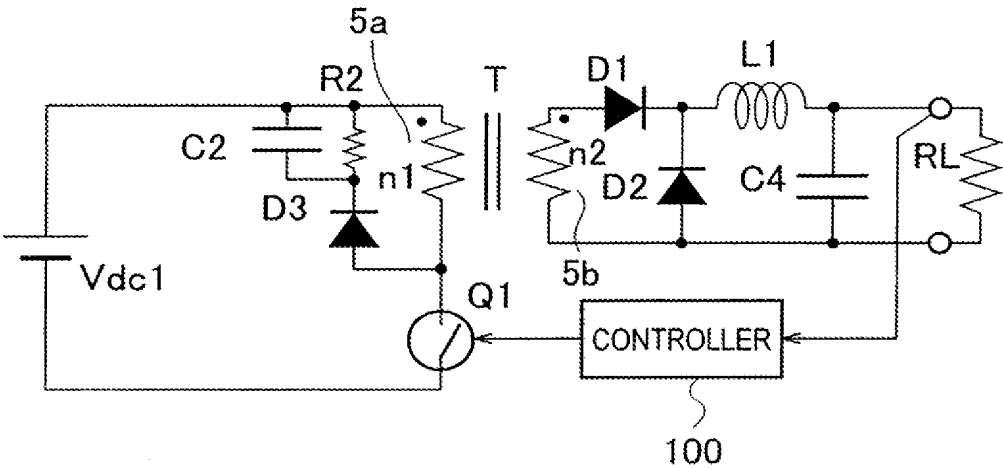 5a
R2
T
D1
L1
C2
n1
n2
D2
C4
RL
D3
Vdc1
Q1
5b
CONTROLLER
100